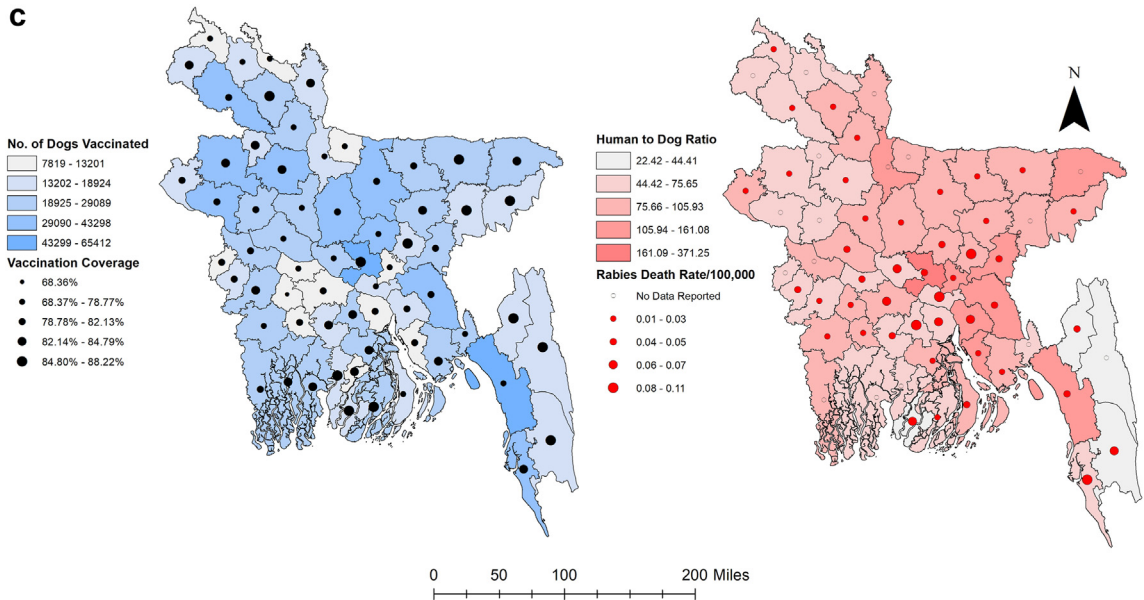 c
No. of Dogs Vaccinated
7819 - 13201
13202 - 18924
18925 - 29089
29090 - 43298
43299 - 65412
Vaccination Coverage
68.36%
68.37% - 78.77%
78.78% - 82.13%
82.14% - 84.79%
84.80% - 88.22%
N
Human to Dog Ratio
22.42 - 44.41
44.42 - 75.65
75.66 - 105.93
105.94 - 161.08
161.09 - 371.25
Rabies Death Rate/100,000
No Data Reported
0.01 - 0.03
0.04 - 0.05
0.06 - 0.07
0.08 - 0.11
0 50 100 200 Miles